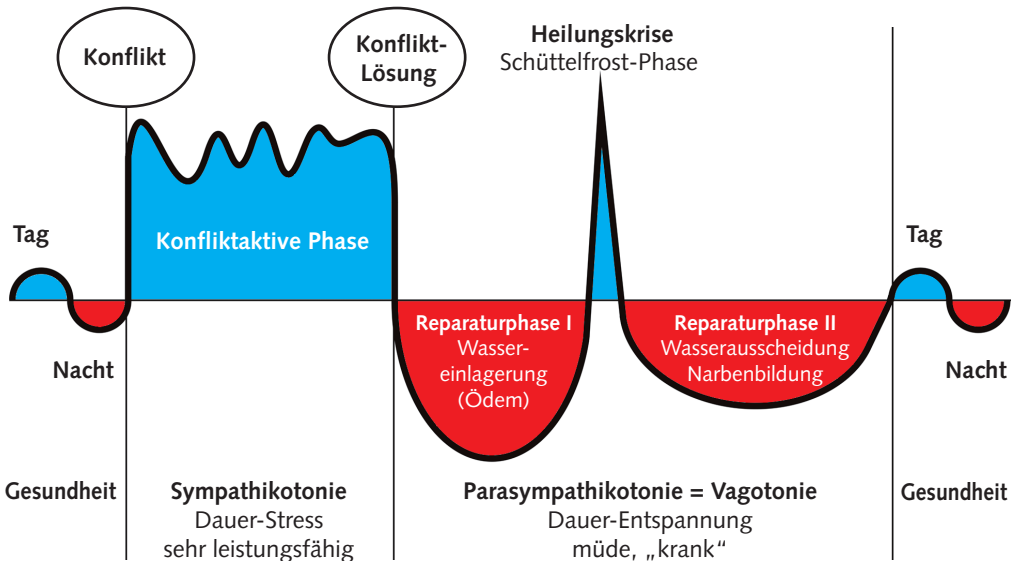 Konflikt
Konflikt-
Lösung
Heilungskrise
Schüttelfrost-Phase
Tag
Konfliktaktive Phase
Tag
Nacht
Reparaturphase I
Wasser-
einlagerung
(Ödem)
Reparaturphase II
Wasserausscheidung
Narbenbildung
Nacht
Gesundheit
Sympathikotonie
Dauer-Stress
sehr leistungsfähig
Parasympathikotonie = Vagotonie
Dauer-Entspannung
müde, „krank“
Gesundheit